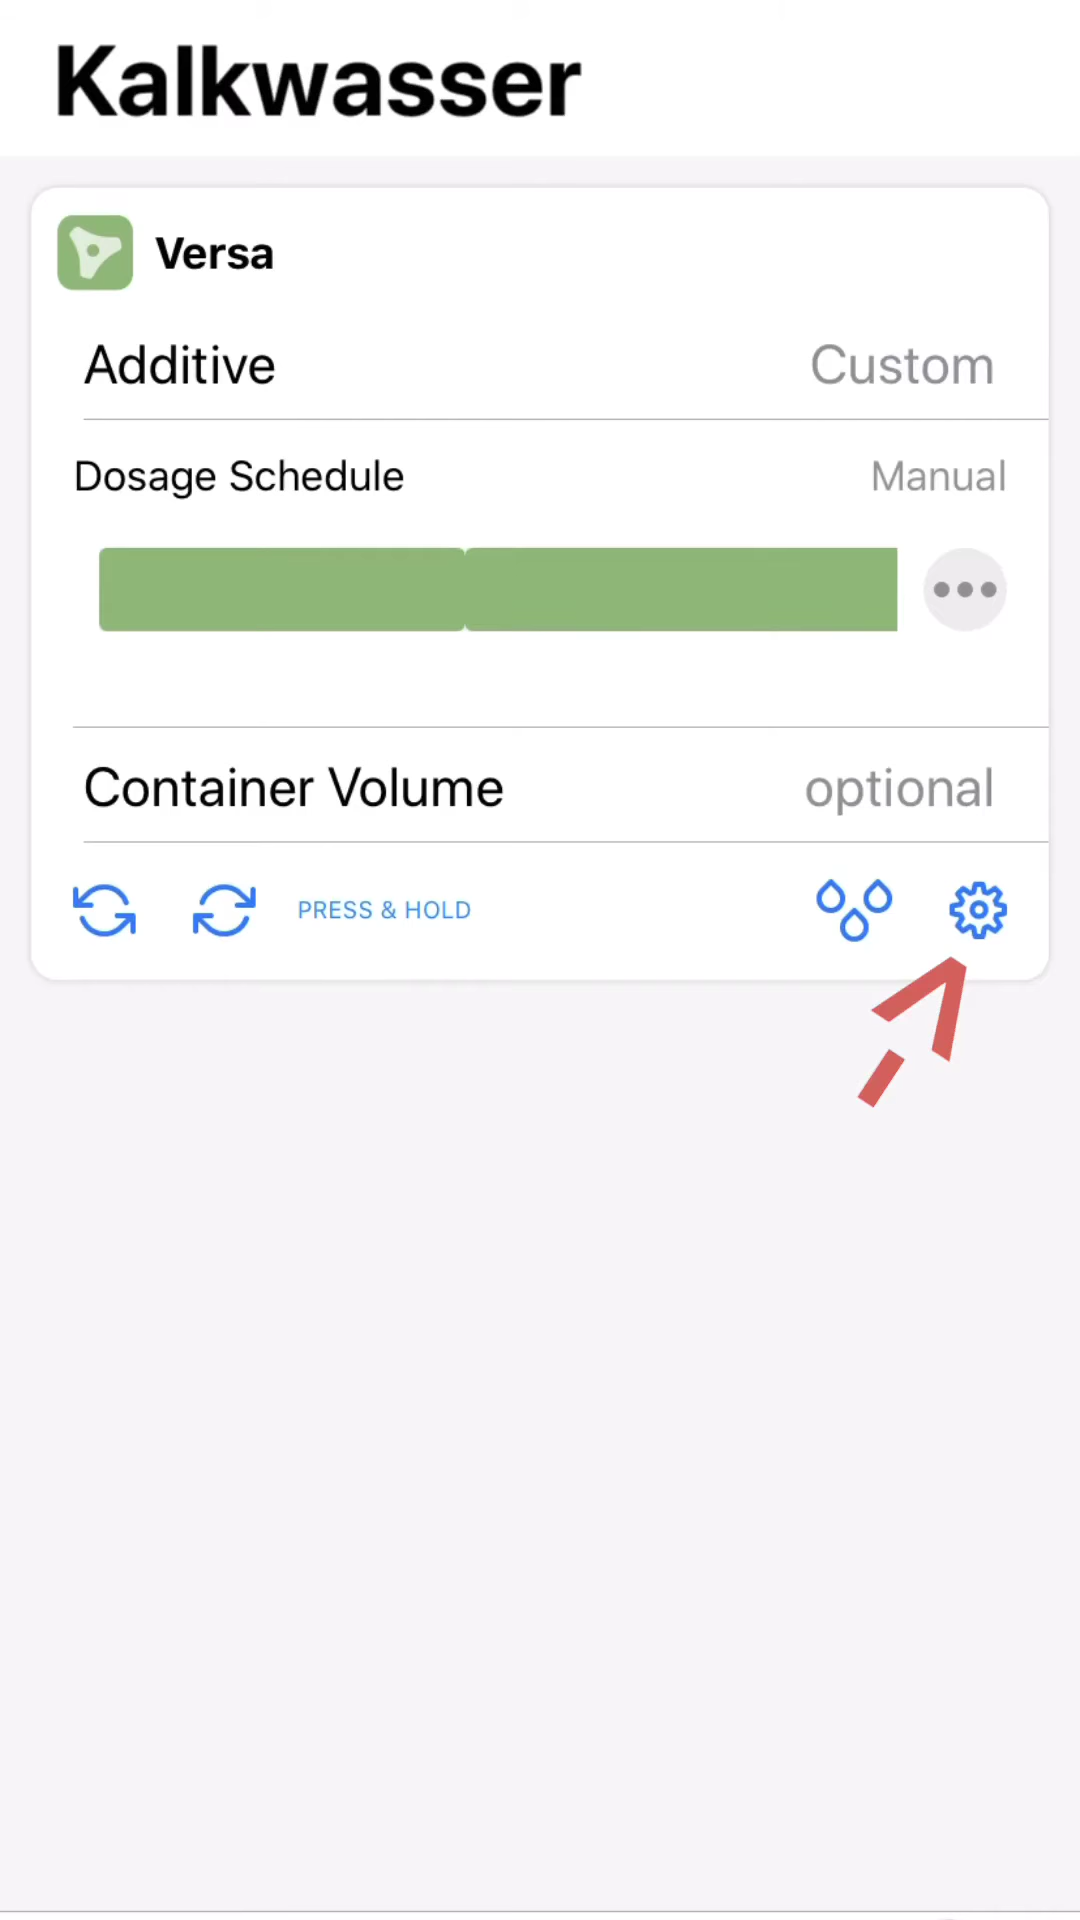 Kalkwasser
Versa
Additive Custom
Dosage Schedule Manual
Container Volume optional
PRESS & HOLD